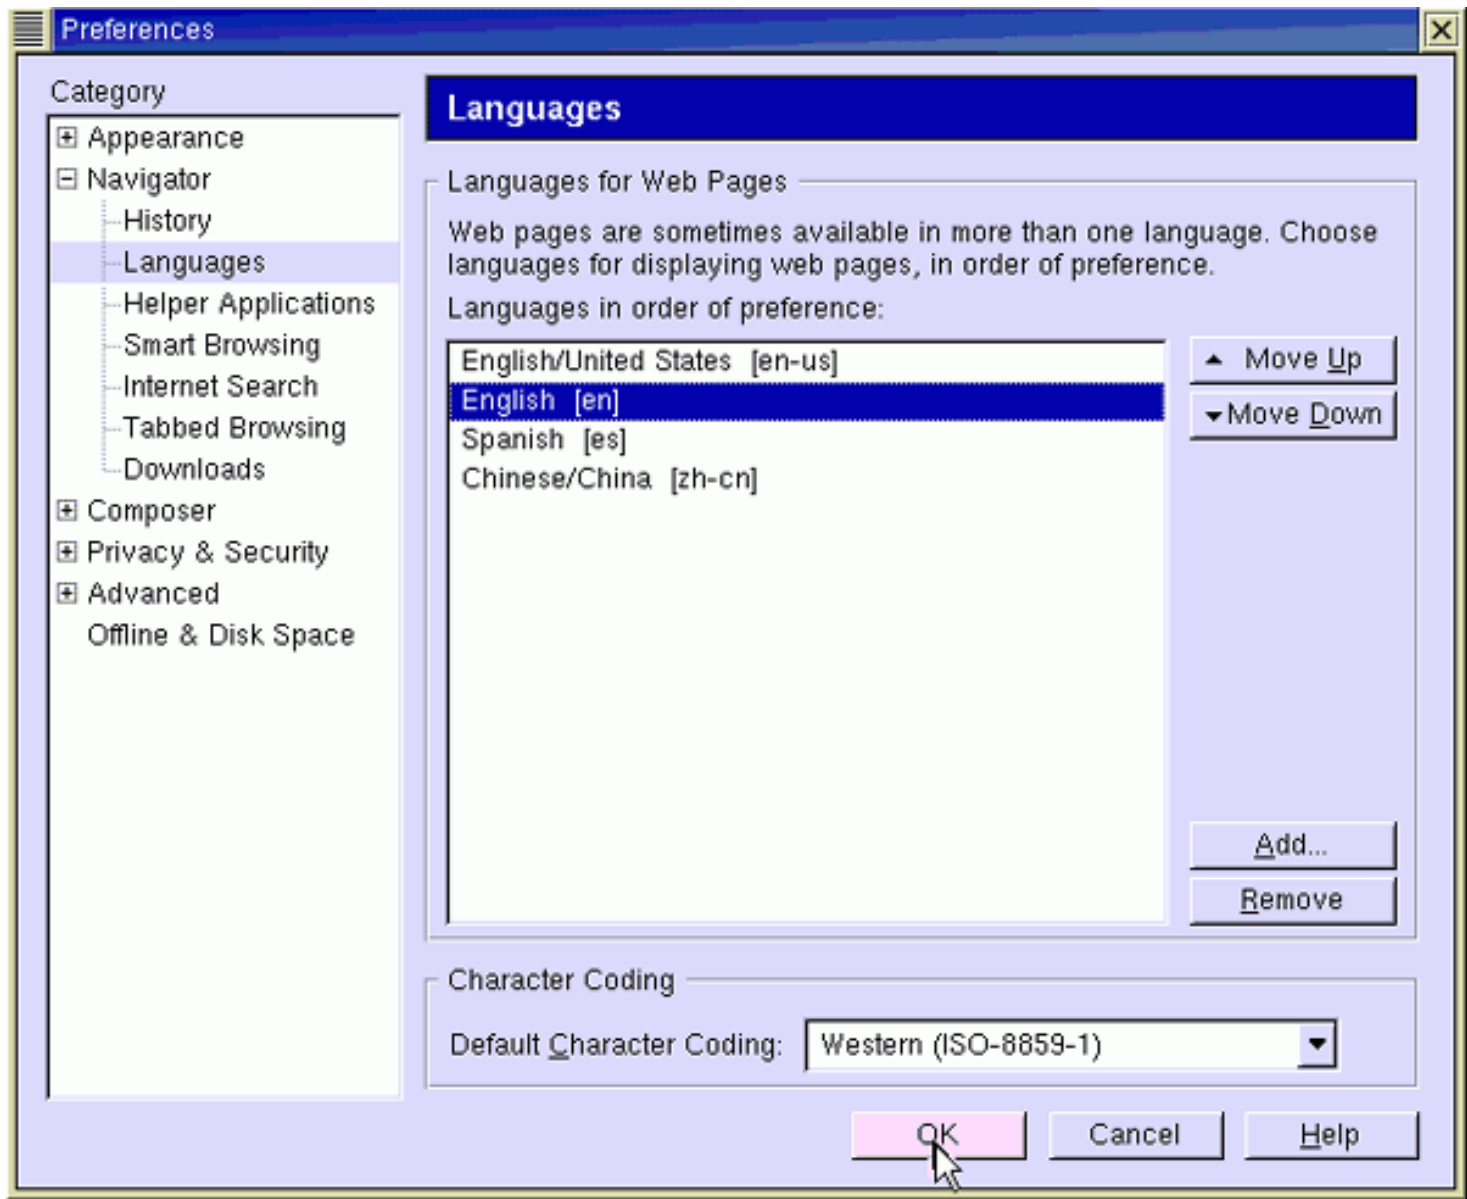 Preferences
Category
Appearance
Navigator
History
Languages
Helper Applications
Smart Browsing
Internet Search
Tabbed Browsing
Downloads
Composer
Privacy & Security
Advanced
Offline & Disk Space
Languages
Languages for Web Pages
Web pages are sometimes available in more than one language. Choose
languages for displaying web pages, in order of preference.
Languages in order of preference:
English/United States [en-us]
English [en]
Spanish [es]
Chinese/China [zh-cn]
Move Up
Move Down
Add...
Remove
Character Coding
Default Character Coding: Western (ISO-8859-1)
OK Cancel Help